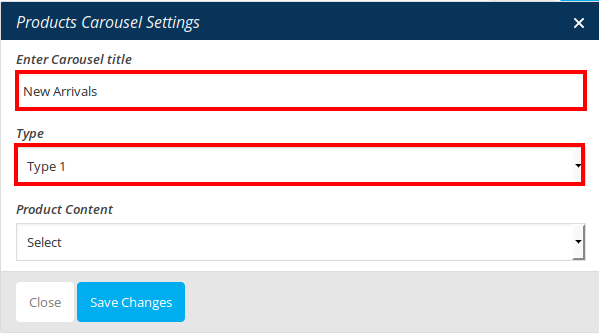 Products Carousel Settings
Enter Carousel title
New Arrivals
Type
Type 1
Product Content
Select
Close Save Changes